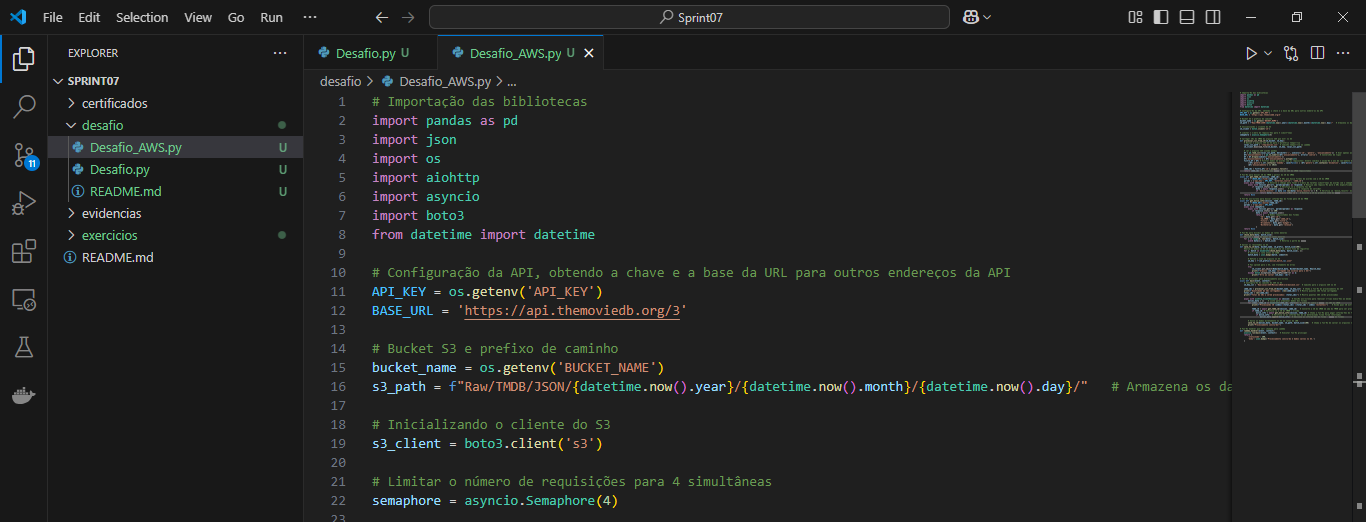 File Edit Selection View Go Run ··· Sprint07
EXPLORER ···
SPRINT07
certificados
desafio
Desafio_AWS.py U
Desafio.py U
README.md U
evidencias
exercicios
README.md
11
Desafio.py U Desafio_AWS.py U
desafio > Desafio_AWS.py > ...
1 # Importação das bibliotecas
2 import pandas as pd
3 import json
4 import os
5 import aiohttp
6 import asyncio
7 import boto3
8 from datetime import datetime
9
10 # Configuração da API, obtendo a chave e a base da URL para outros endereços da API
11 API_KEY = os.getenv('API_KEY')
12 BASE_URL = 'https://api.themoviedb.org/3'
13
14 # Bucket S3 e prefixo de caminho
15 bucket_name = os.getenv('BUCKET_NAME')
16 s3_path = f"Raw/TMDB/JSON/{datetime.now().year}/{datetime.now().month}/{datetime.now().day}/" # Armazena os da
17
18 # Inicializando o cliente do S3
19 s3_client = boto3.client('s3')
20
21 # Limitar o número de requisições para 4 simultâneas
22 semaphore = asyncio.Semaphore(4)
23